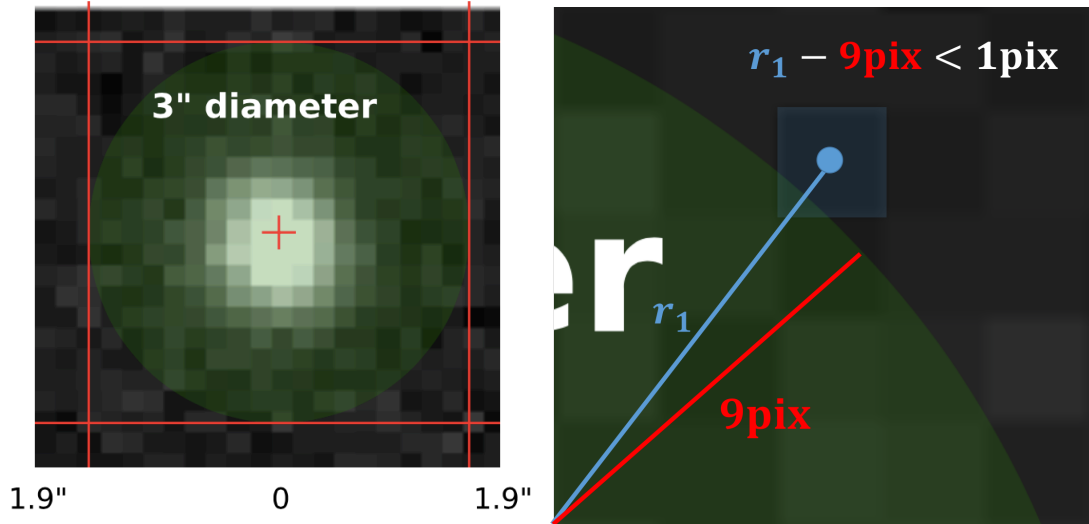 3" diameter
1.9"
0
1.9"
r₁ − 9pix < 1pix
er
r₁
9pix